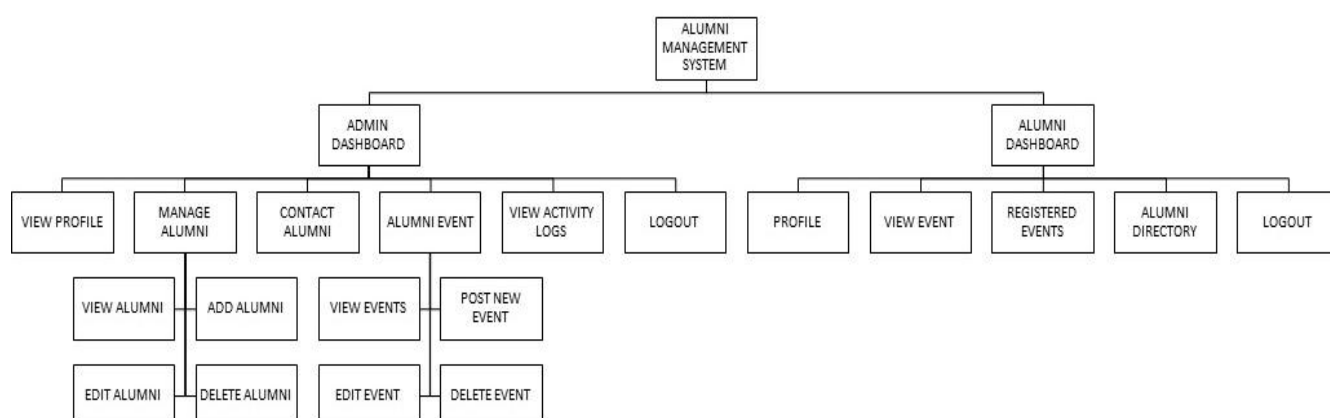 ALUMNI
MANAGEMENT
SYSTEM
ADMIN
DASHBOARD
ALUMNI
DASHBOARD
VIEW PROFILE
MANAGE
ALUMNI
CONTACT
ALUMNI
ALUMNI EVENT
VIEW ACTIVITY
LOGS
LOGOUT
PROFILE
VIEW EVENT
REGISTERED
EVENTS
ALUMNI
DIRECTORY
LOGOUT
VIEW ALUMNI
ADD ALUMNI
VIEW EVENTS
POST NEW
EVENT
EDIT ALUMNI
DELETE ALUMNI
EDIT EVENT
DELETE EVENT